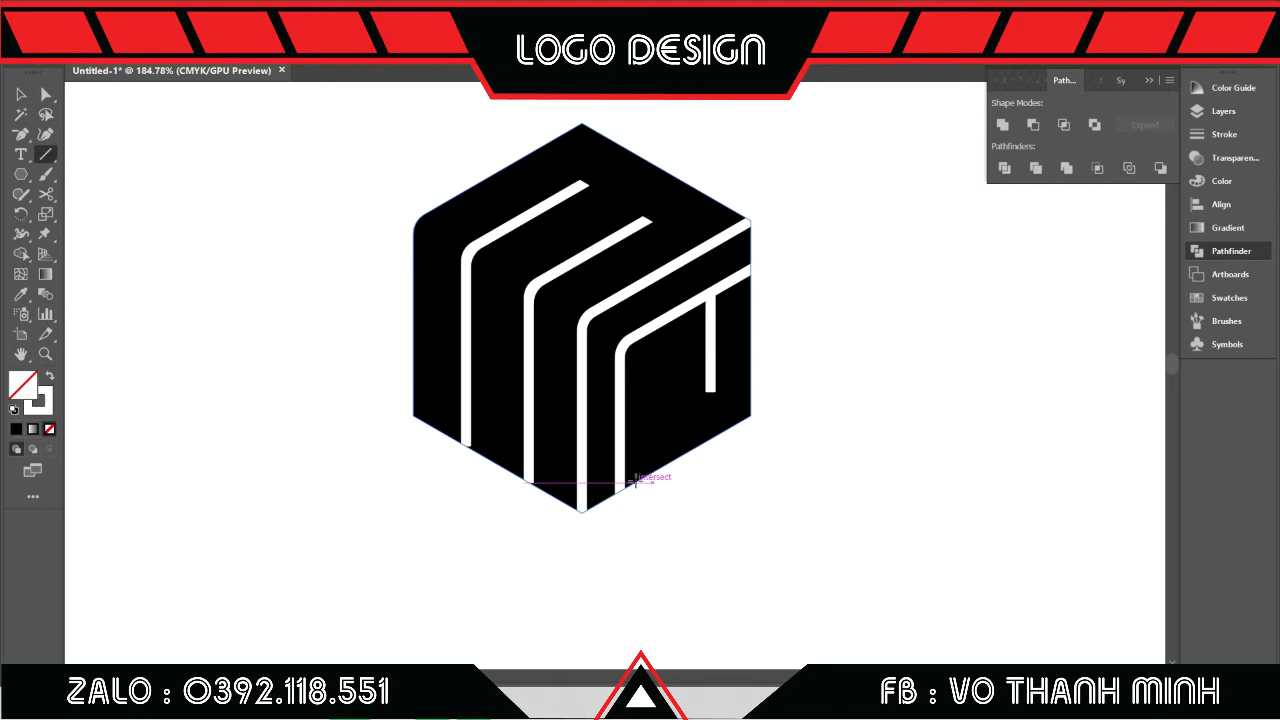 LOGO DESIGN
Untitled-1* @ 184.78% (CMYK/GPU Preview) ×
Path...
Sy
Shape Modes:
Expand
Pathfinders:
Color Guide
Layers
Stroke
Transparen...
Color
Align
Gradient
Pathfinder
Artboards
Swatches
Brushes
Symbols
intersect
ZALO : 0392.118.551
FB : VO THANH MINH